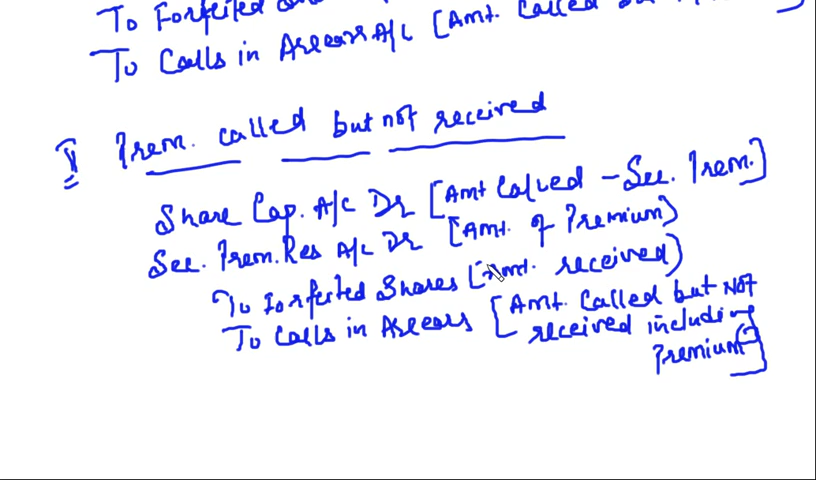 To Forfeited
To Calls in Arears A/c [Amt. Called
II Prem. called but not received
Share Cap. A/c Dr [Amt Called - Sec. Prem.]
Sec. Prem. Res A/c Dr [Amt. of Premium)
To Forfeited Shares [Amt. received)
To Calls in Arears [Amt. Called but NOT
received including
Premium]